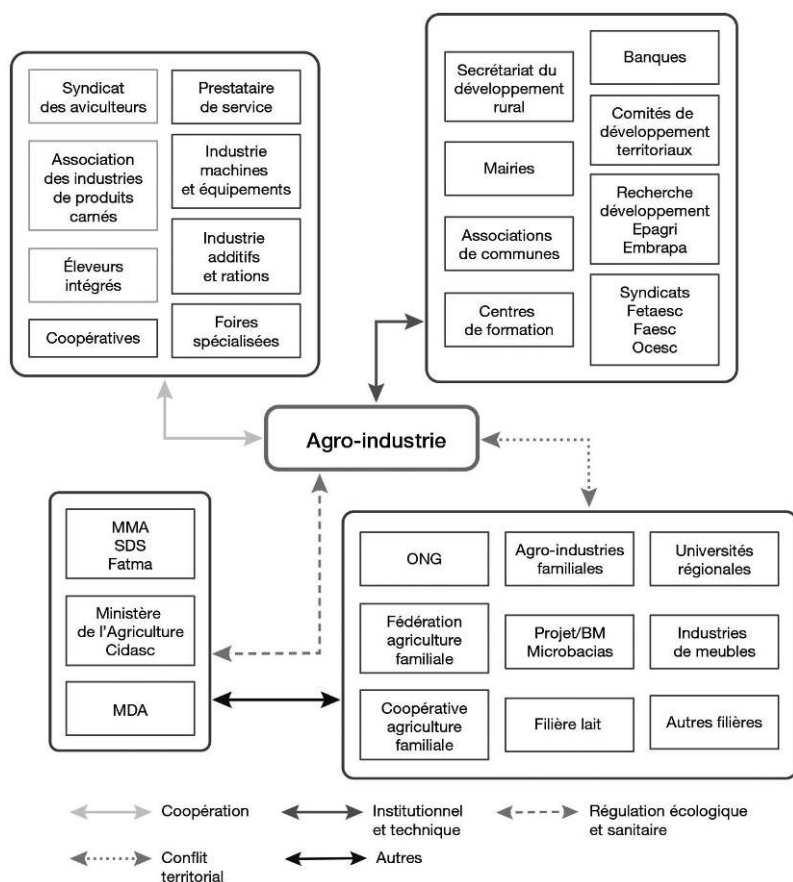 Syndicat
des aviculteurs
Association
des industries
de produits
carnés
Éleveurs
intégrés
Coopératives
Prestataire
de service
Industrie
machines
et équipements
Industrie
additifs
et rations
Foires
spécialisées
Secrétariat du
développement
rural
Mairies
Associations
de communes
Centres
de formation
Banques
Comités de
développement
territoriaux
Recherche
développement
Epagri
Embrapa
Syndicats
Fetaesc
Faesc
Ocesc
Agro-industrie
MMA
SDS
Fatma
Ministère
de l'Agriculture
Cidasc
MDA
ONG
Agro-industries
familiales
Universités
régionales
Fédération
agriculture
familiale
Projet/BM
Microbacias
Industries
de meubles
Coopérative
agriculture
familiale
Filière lait
Autres filières
Coopération
Institutionnel
et technique
Régulation écologique
et sanitaire
Conflit
territorial
Autres